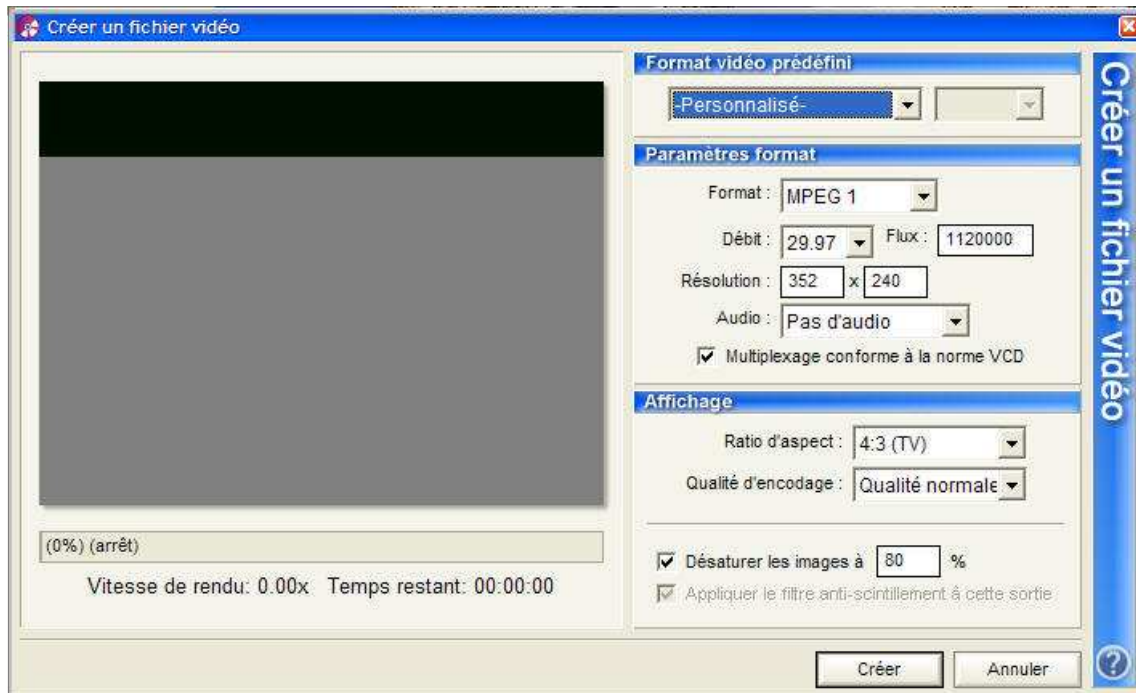 Créer un fichier vidéo
Format vidéo prédéfini
-Personnalisé-
Paramètres format
Format : MPEG 1
Débit : 29.97 Flux : 1120000
Résolution : 352 x 240
Audio : Pas d'audio
Multiplexage conforme à la norme VCD
Affichage
Ratio d'aspect : 4:3 (TV)
Qualité d'encodage : Qualité normale
(0%) (arrêt)
Vitesse de rendu: 0.00x Temps restant: 00:00:00
Désaturer les images à 80 %
Appliquer le filtre anti-scintillement à cette sortie
Créer Annuler
Créer un fichier vidéo
?